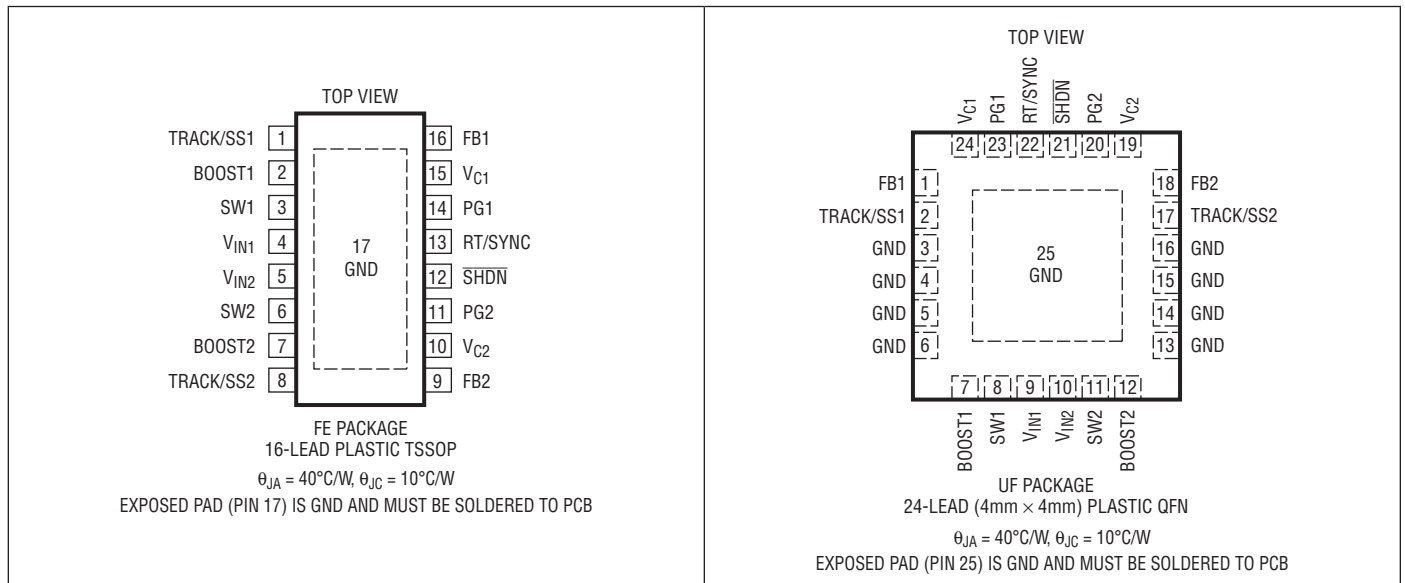 TOP VIEW
TRACK/SS1 1
BOOST1 2
SW1 3
VIN1 4
VIN2 5
SW2 6
BOOST2 7
TRACK/SS2 8
17
GND
16 FB1
15 VC1
14 PG1
13 RT/SYNC
12 SHDN
11 PG2
10 VC2
9 FB2
FE PACKAGE
16-LEAD PLASTIC TSSOP
θJA = 40°C/W, θJC = 10°C/W
EXPOSED PAD (PIN 17) IS GND AND MUST BE SOLDERED TO PCB
TOP VIEW
VC1 PG1 RT/SYNC SHDN PG2 VC2
24 23 22 21 20 19
FB1 1
TRACK/SS1 2
GND 3
GND 4
GND 5
GND 6
25
GND
18 FB2
17 TRACK/SS2
16 GND
15 GND
14 GND
13 GND
7 8 9 10 11 12
BOOST1 SW1 VIN1 VIN2 SW2 BOOST2
UF PACKAGE
24-LEAD (4mm × 4mm) PLASTIC QFN
θJA = 40°C/W, θJC = 10°C/W
EXPOSED PAD (PIN 25) IS GND AND MUST BE SOLDERED TO PCB